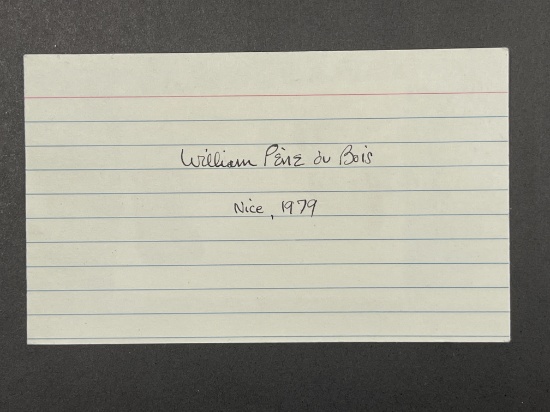 William Pène du Bois
Nice, 1979